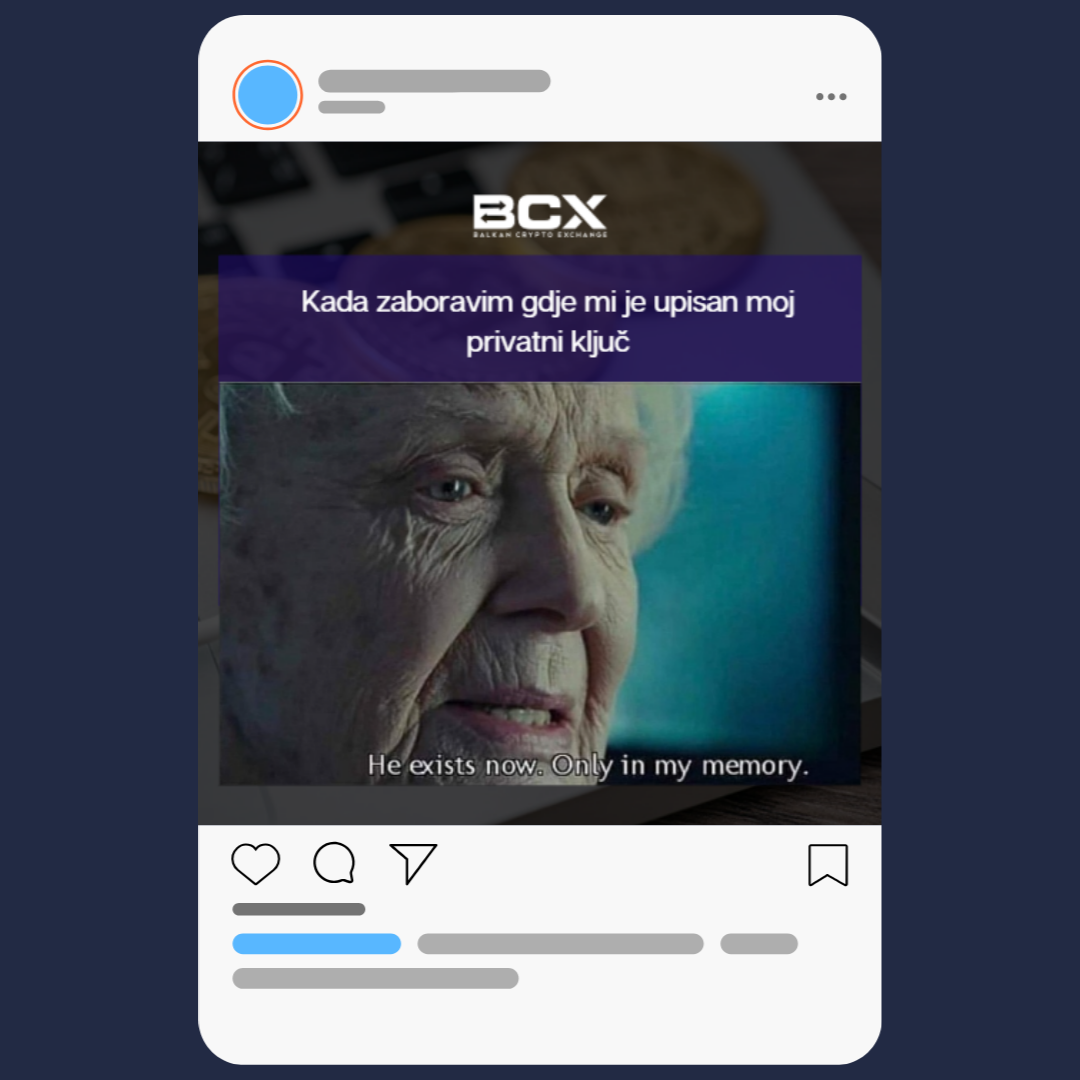 BCX
BALKAN CRYPTO EXCHANGE
Kada zaboravim gdje mi je upisan moj
privatni ključ
He exists now. Only in my memory.